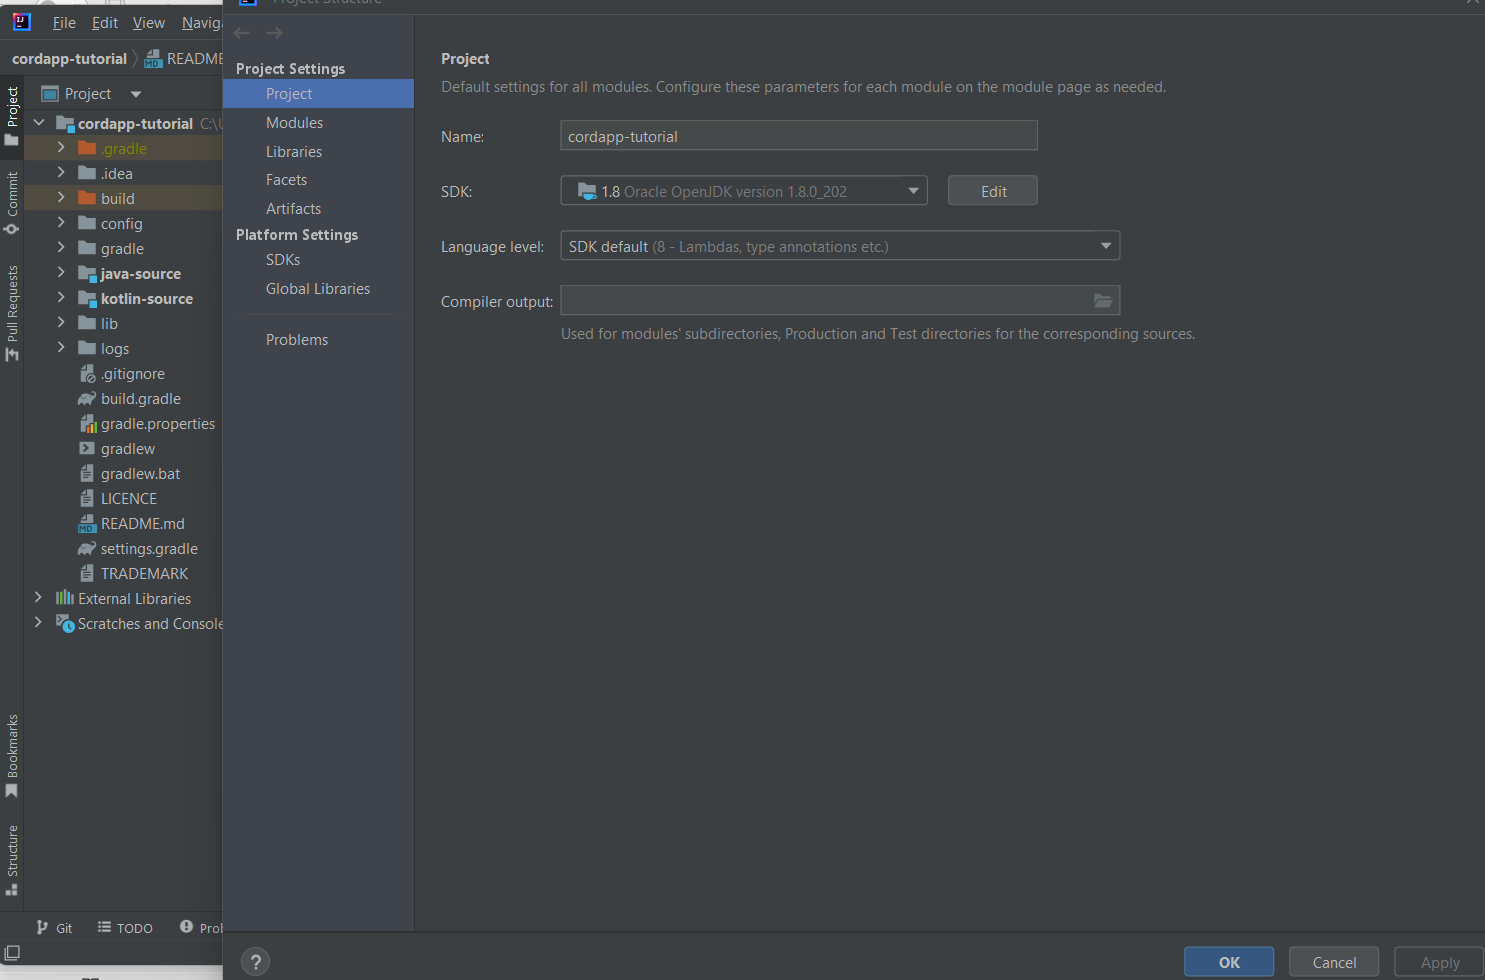 Project Structure
File Edit View
cordapp-tutorial README
Project
cordapp-tutorial
.gradle
.idea
build
config
gradle
java-source
kotlin-source
lib
logs
.gitignore
build.gradle
gradle.properties
gradlew
gradlew.bat
LICENCE
README.md
settings.gradle
TRADEMARK
External Libraries
Scratches and Console
Project
Commit
Pull Requests
Bookmarks
Structure
Git TODO
Project Settings
Project
Modules
Libraries
Facets
Artifacts
Platform Settings
SDKs
Global Libraries
Problems
Project
Default settings for all modules. Configure these parameters for each module on the module page as needed.
Name: cordapp-tutorial
SDK: 1.8 Oracle OpenJDK version 1.8.0_202 Edit
Language level: SDK default (8 - Lambdas, type annotations etc.)
Compiler output:
Used for modules' subdirectories, Production and Test directories for the corresponding sources.
? OK Cancel Apply